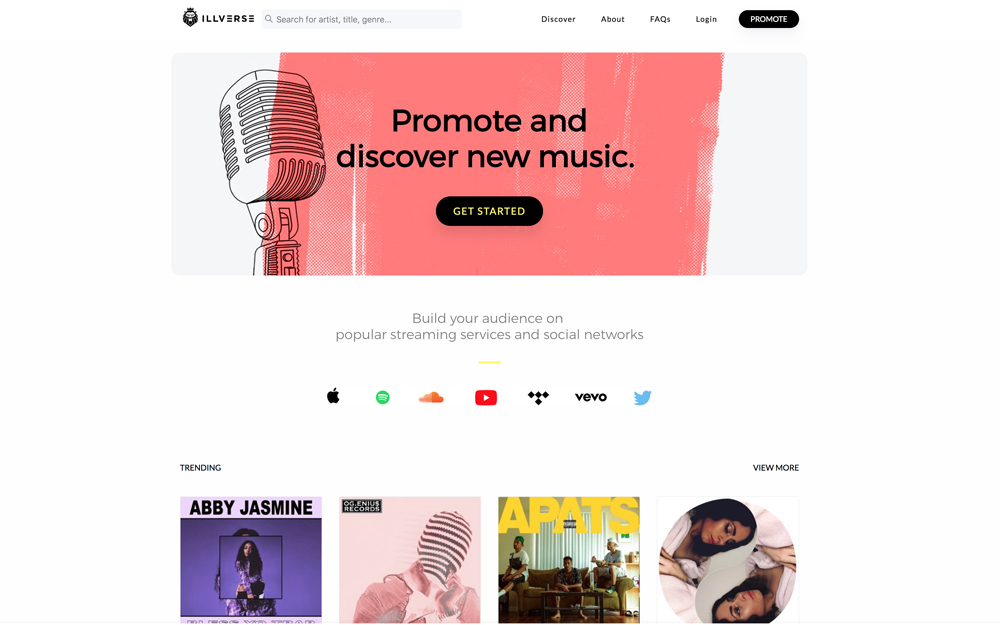 ILLVERSE
Search for artist, title, genre...
Discover
About
FAQs
Login
PROMOTE
Promote and
discover new music.
GET STARTED
Build your audience on
popular streaming services and social networks
vevo
TRENDING
VIEW MORE
ABBY JASMINE
OG.ENIU$
RECORDS
APATS